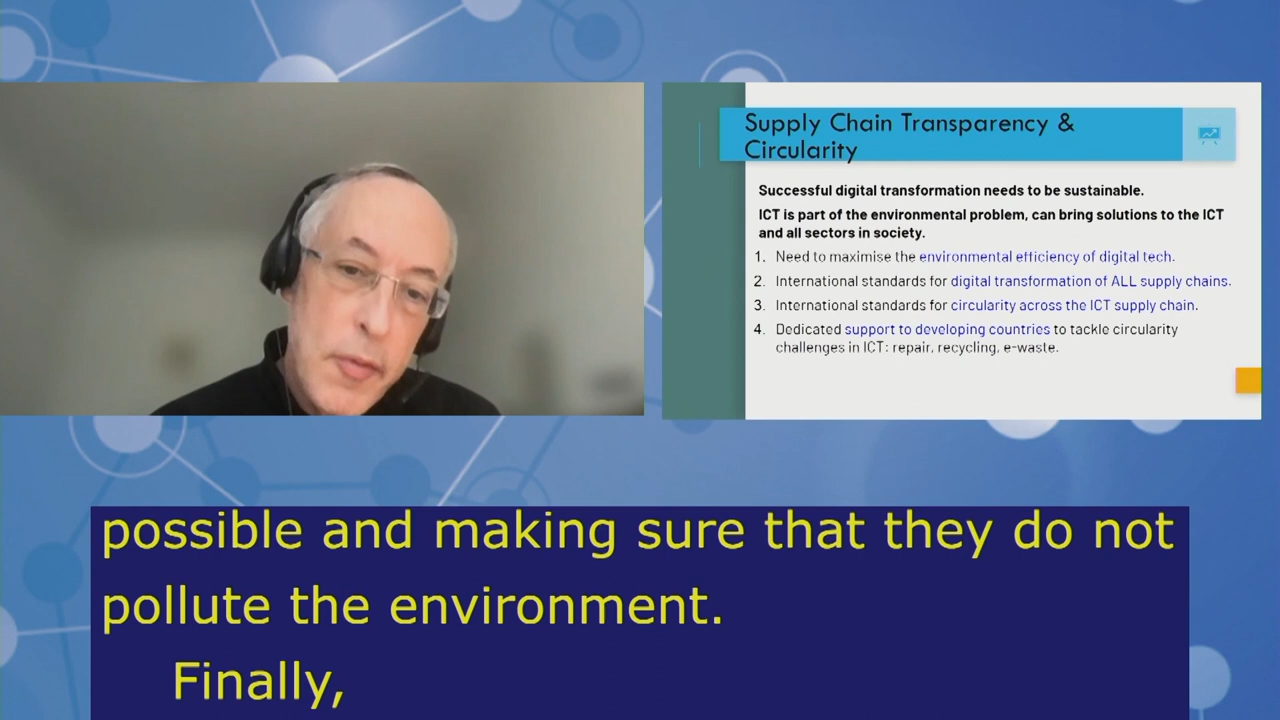 Supply Chain Transparency &
Circularity
Successful digital transformation needs to be sustainable.
ICT is part of the environmental problem, can bring solutions to the ICT
and all sectors in society.
1. Need to maximise the environmental efficiency of digital tech.
2. International standards for digital transformation of ALL supply chains.
3. International standards for circularity across the ICT supply chain.
4. Dedicated support to developing countries to tackle circularity
challenges in ICT: repair, recycling, e-waste.
possible and making sure that they do not
pollute the environment.
Finally,